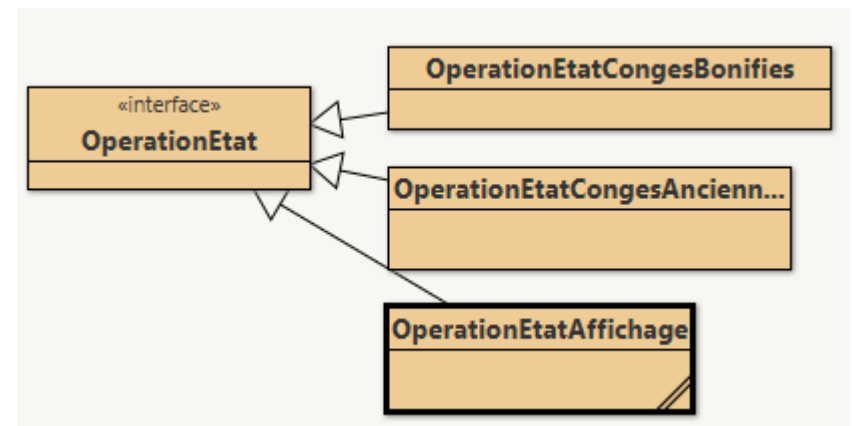 «interface»
OperationEtat
OperationEtatCongesBonifies
OperationEtatCongesAncienn...
OperationEtatAffichage